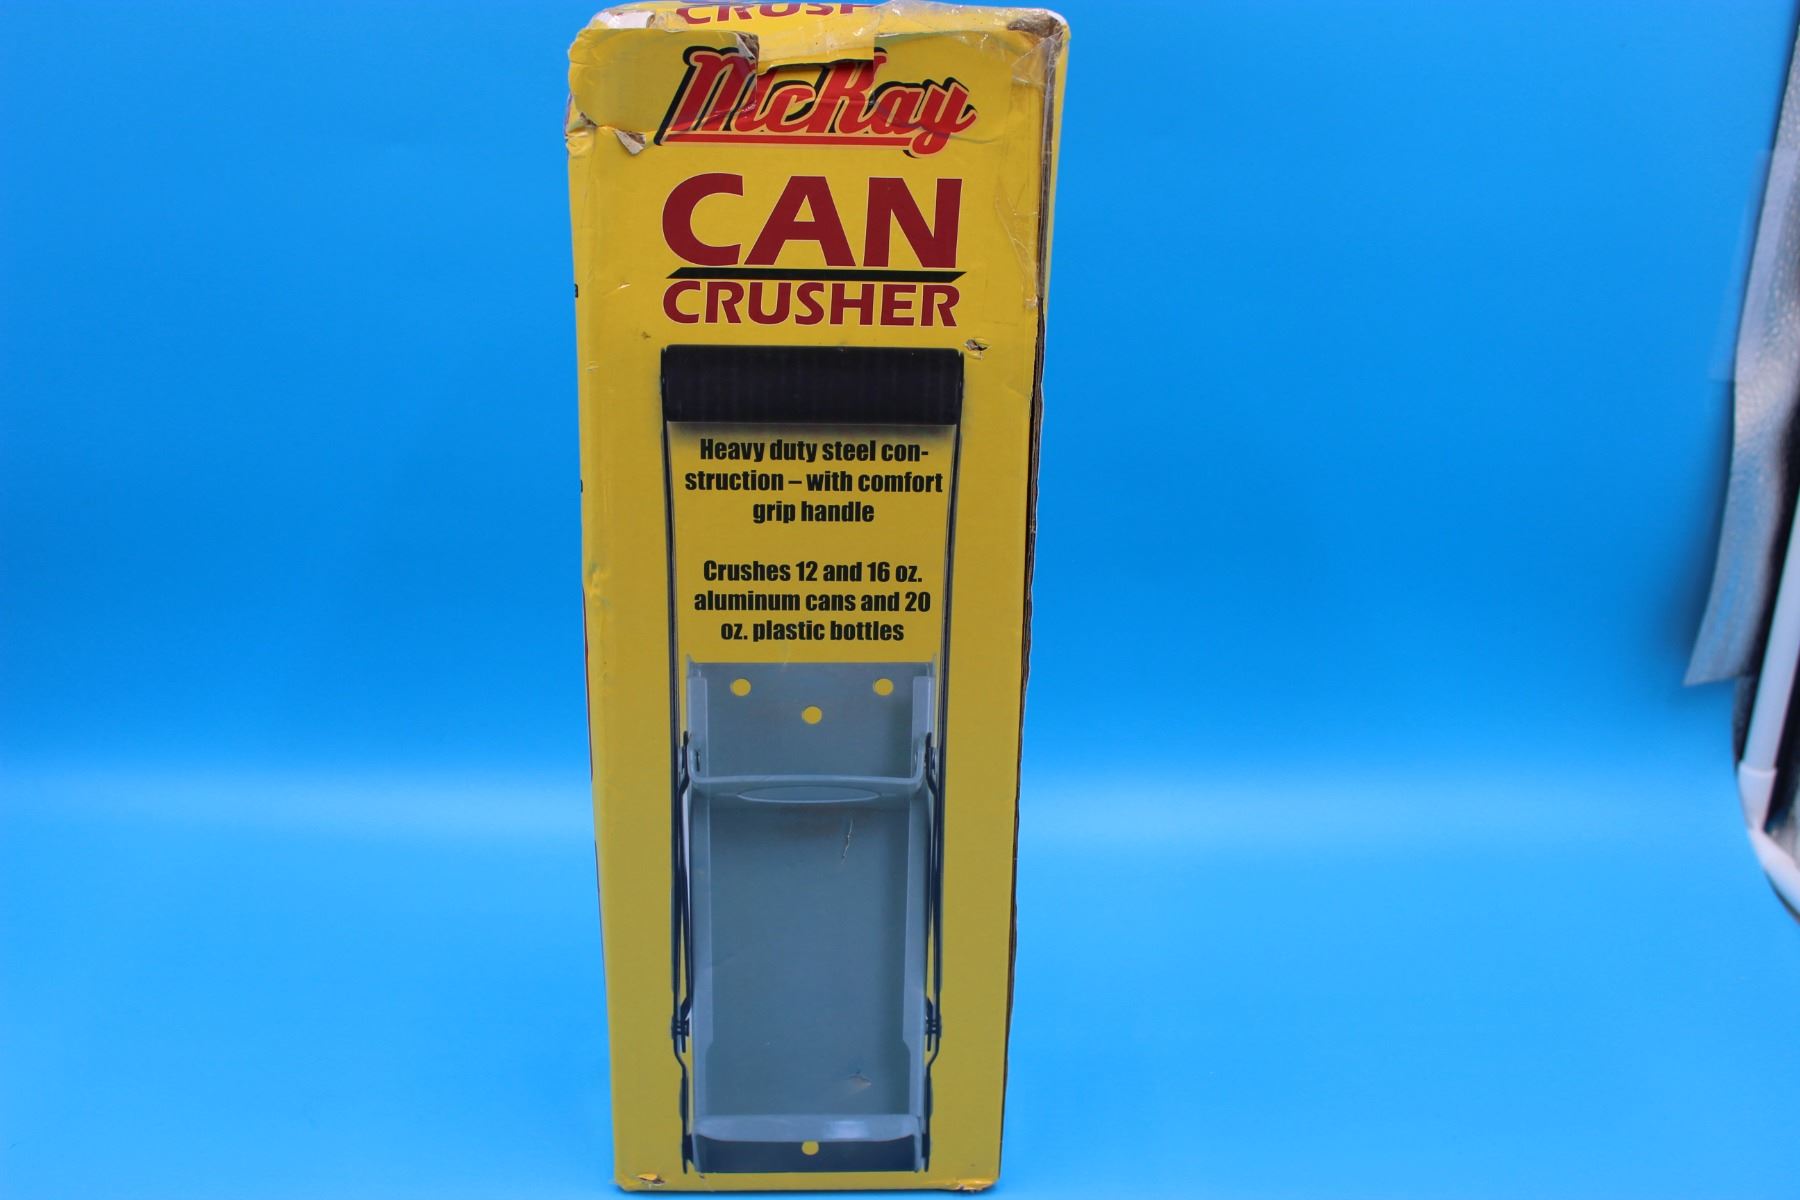 CRUSHER
McKay
CAN
CRUSHER
Heavy duty steel con-
struction – with comfort
grip handle
Crushes 12 and 16 oz.
aluminum cans and 20
oz. plastic bottles